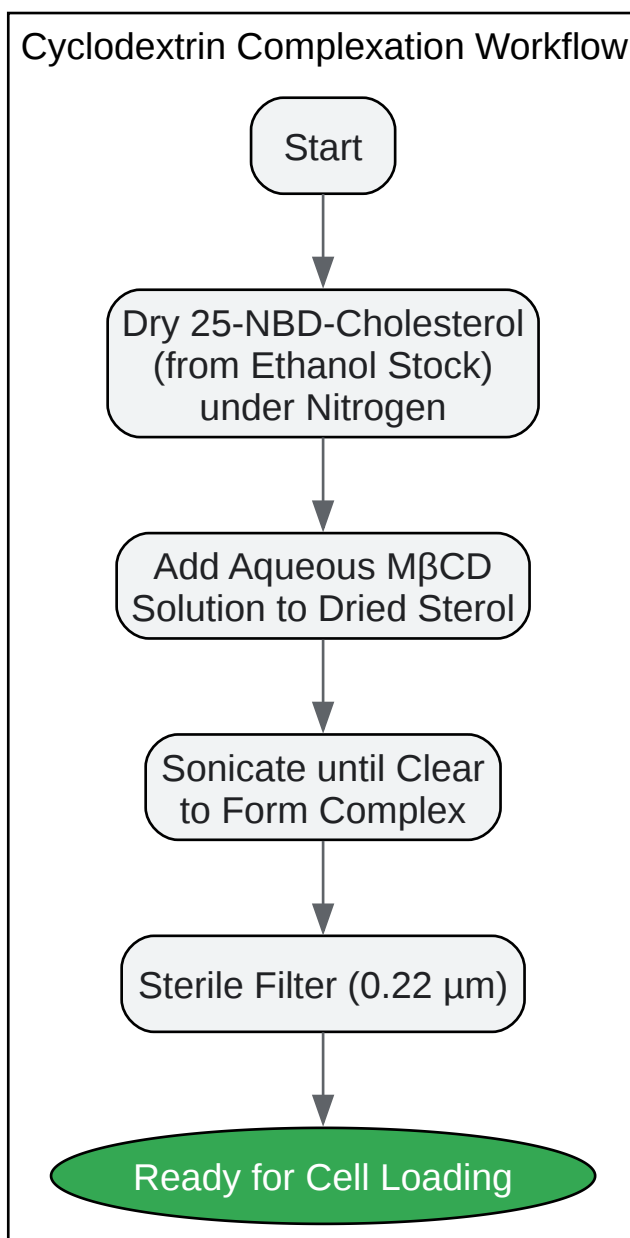 Cyclodextrin Complexation Workflow
Start
Dry 25-NBD-Cholesterol
(from Ethanol Stock)
under Nitrogen
Add Aqueous MβCD
Solution to Dried Sterol
Sonicate until Clear
to Form Complex
Sterile Filter (0.22 µm)
Ready for Cell Loading